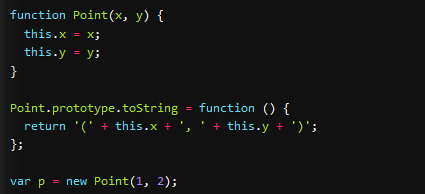 function Point(x, y) {
  this.x = x;
  this.y = y;
}

Point.prototype.toString = function () {
  return '(' + this.x + ', ' + this.y + ')';
};

var p = new Point(1, 2);